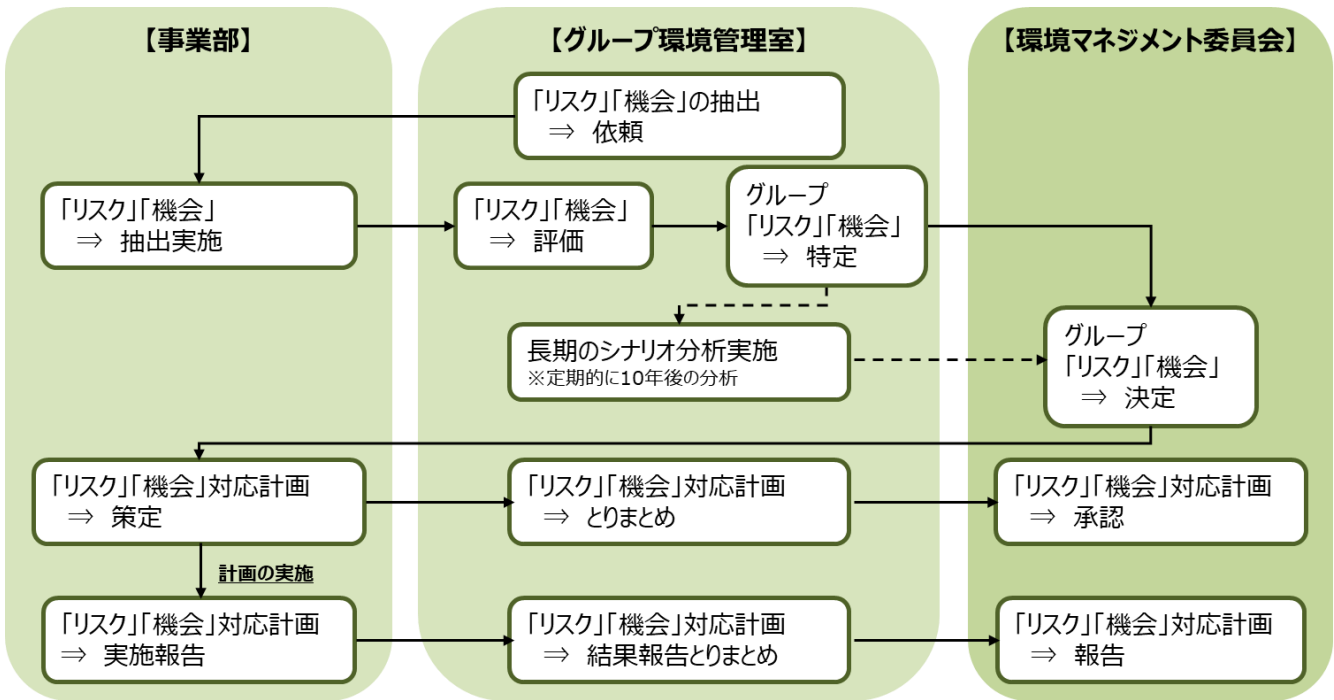 【事業部】
【グループ環境管理室】
【環境マネジメント委員会】
「リスク」「機会」の抽出
⇒ 依頼
「リスク」「機会」
⇒ 抽出実施
「リスク」「機会」
⇒ 評価
グループ
「リスク」「機会」
⇒ 特定
長期のシナリオ分析実施
※定期的に10年後の分析
グループ
「リスク」「機会」
⇒ 決定
「リスク」「機会」対応計画
⇒ 策定
「リスク」「機会」対応計画
⇒ とりまとめ
「リスク」「機会」対応計画
⇒ 承認
計画の実施
「リスク」「機会」対応計画
⇒ 実施報告
「リスク」「機会」対応計画
⇒ 結果報告とりまとめ
「リスク」「機会」対応計画
⇒ 報告